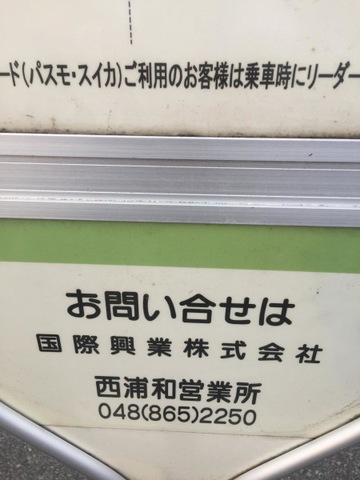 ード(パスモ・スイカ)ご利用のお客様は乗車時にリーダー
お問い合せは
国際興業株式会社
西浦和営業所
048(865)2250